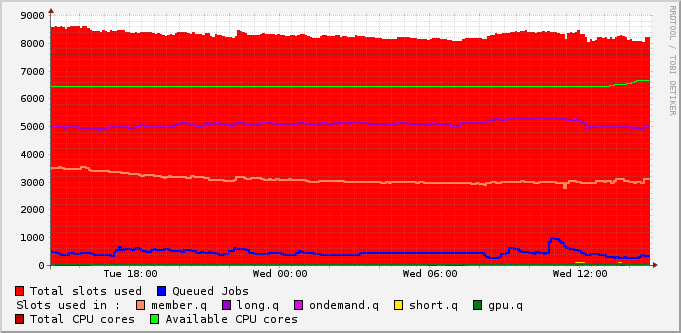 RRDTOOL / TOBI OETIKER
9000
8000
7000
6000
5000
4000
3000
2000
1000
0
Tue 18:00 Wed 00:00 Wed 06:00 Wed 12:00
Total slots used Queued Jobs
Slots used in : member.q long.q ondemand.q short.q gpu.q
Total CPU cores Available CPU cores